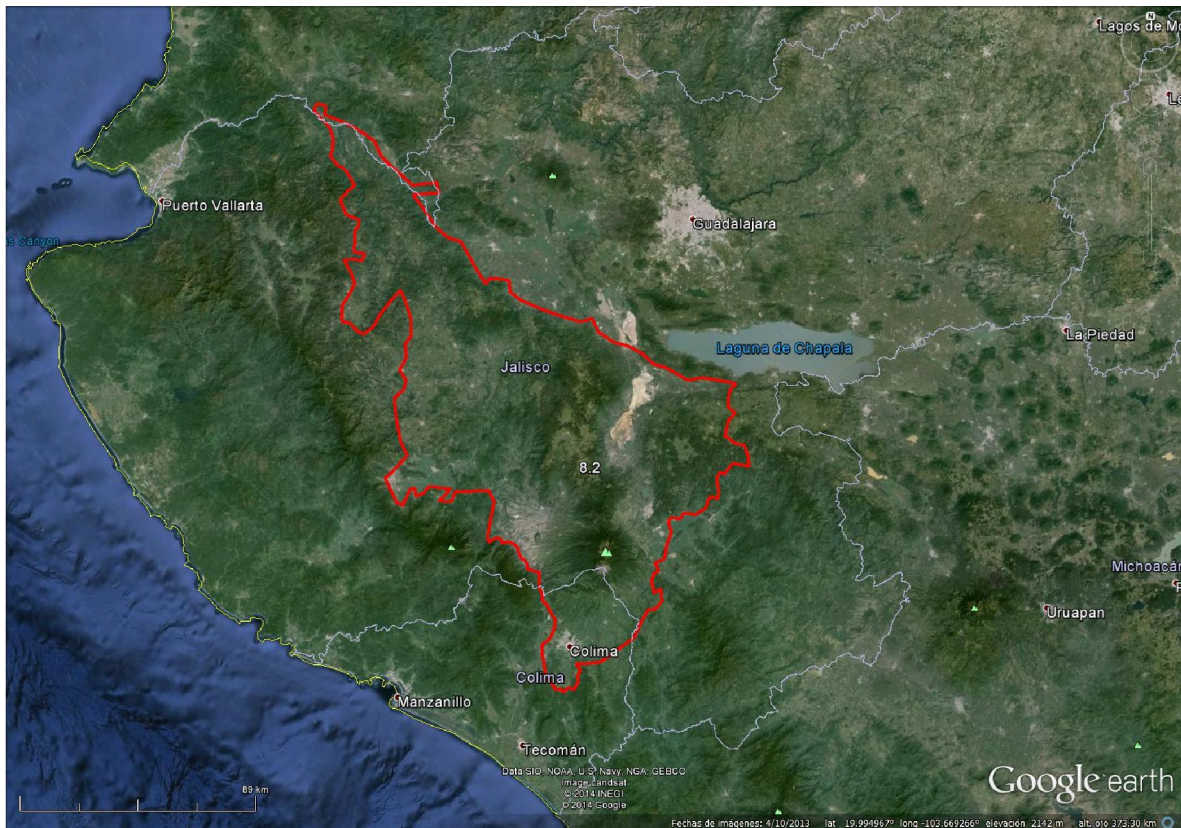 Lagos de Mo
N
Le
Puerto Vallarta
Guadalajara
s Canyon
La Piedad
Laguna de Chapala
Jalisco
8.2
Michoacán
Uruapan
Colima
Colima
Manzanillo
Tecomán
Data SIO, NOAA, U.S. Navy, NGA, GEBCO
Image Landsat
© 2014 INEGI
© 2014 Google
Google earth
89 km
Fechas de imágenes: 4/10/2013 lat 19.994967° long -103.669266° elevación 2142 m alt. ojo 373.30 km